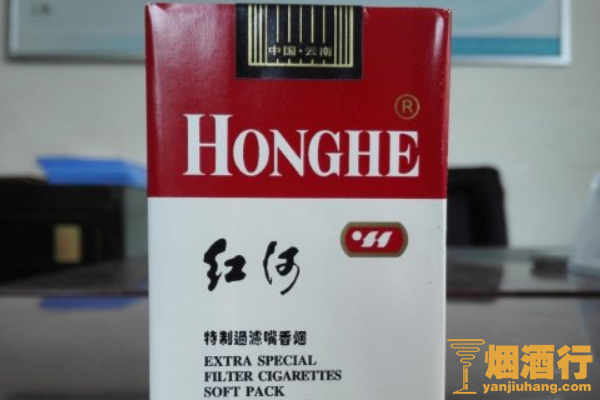 中国·云南
®
HONGHE
红河
H
特制過濾嘴香烟
EXTRA SPECIAL
FILTER CIGARETTES
SOFT PACK
烟酒行
yanjiuhang.com